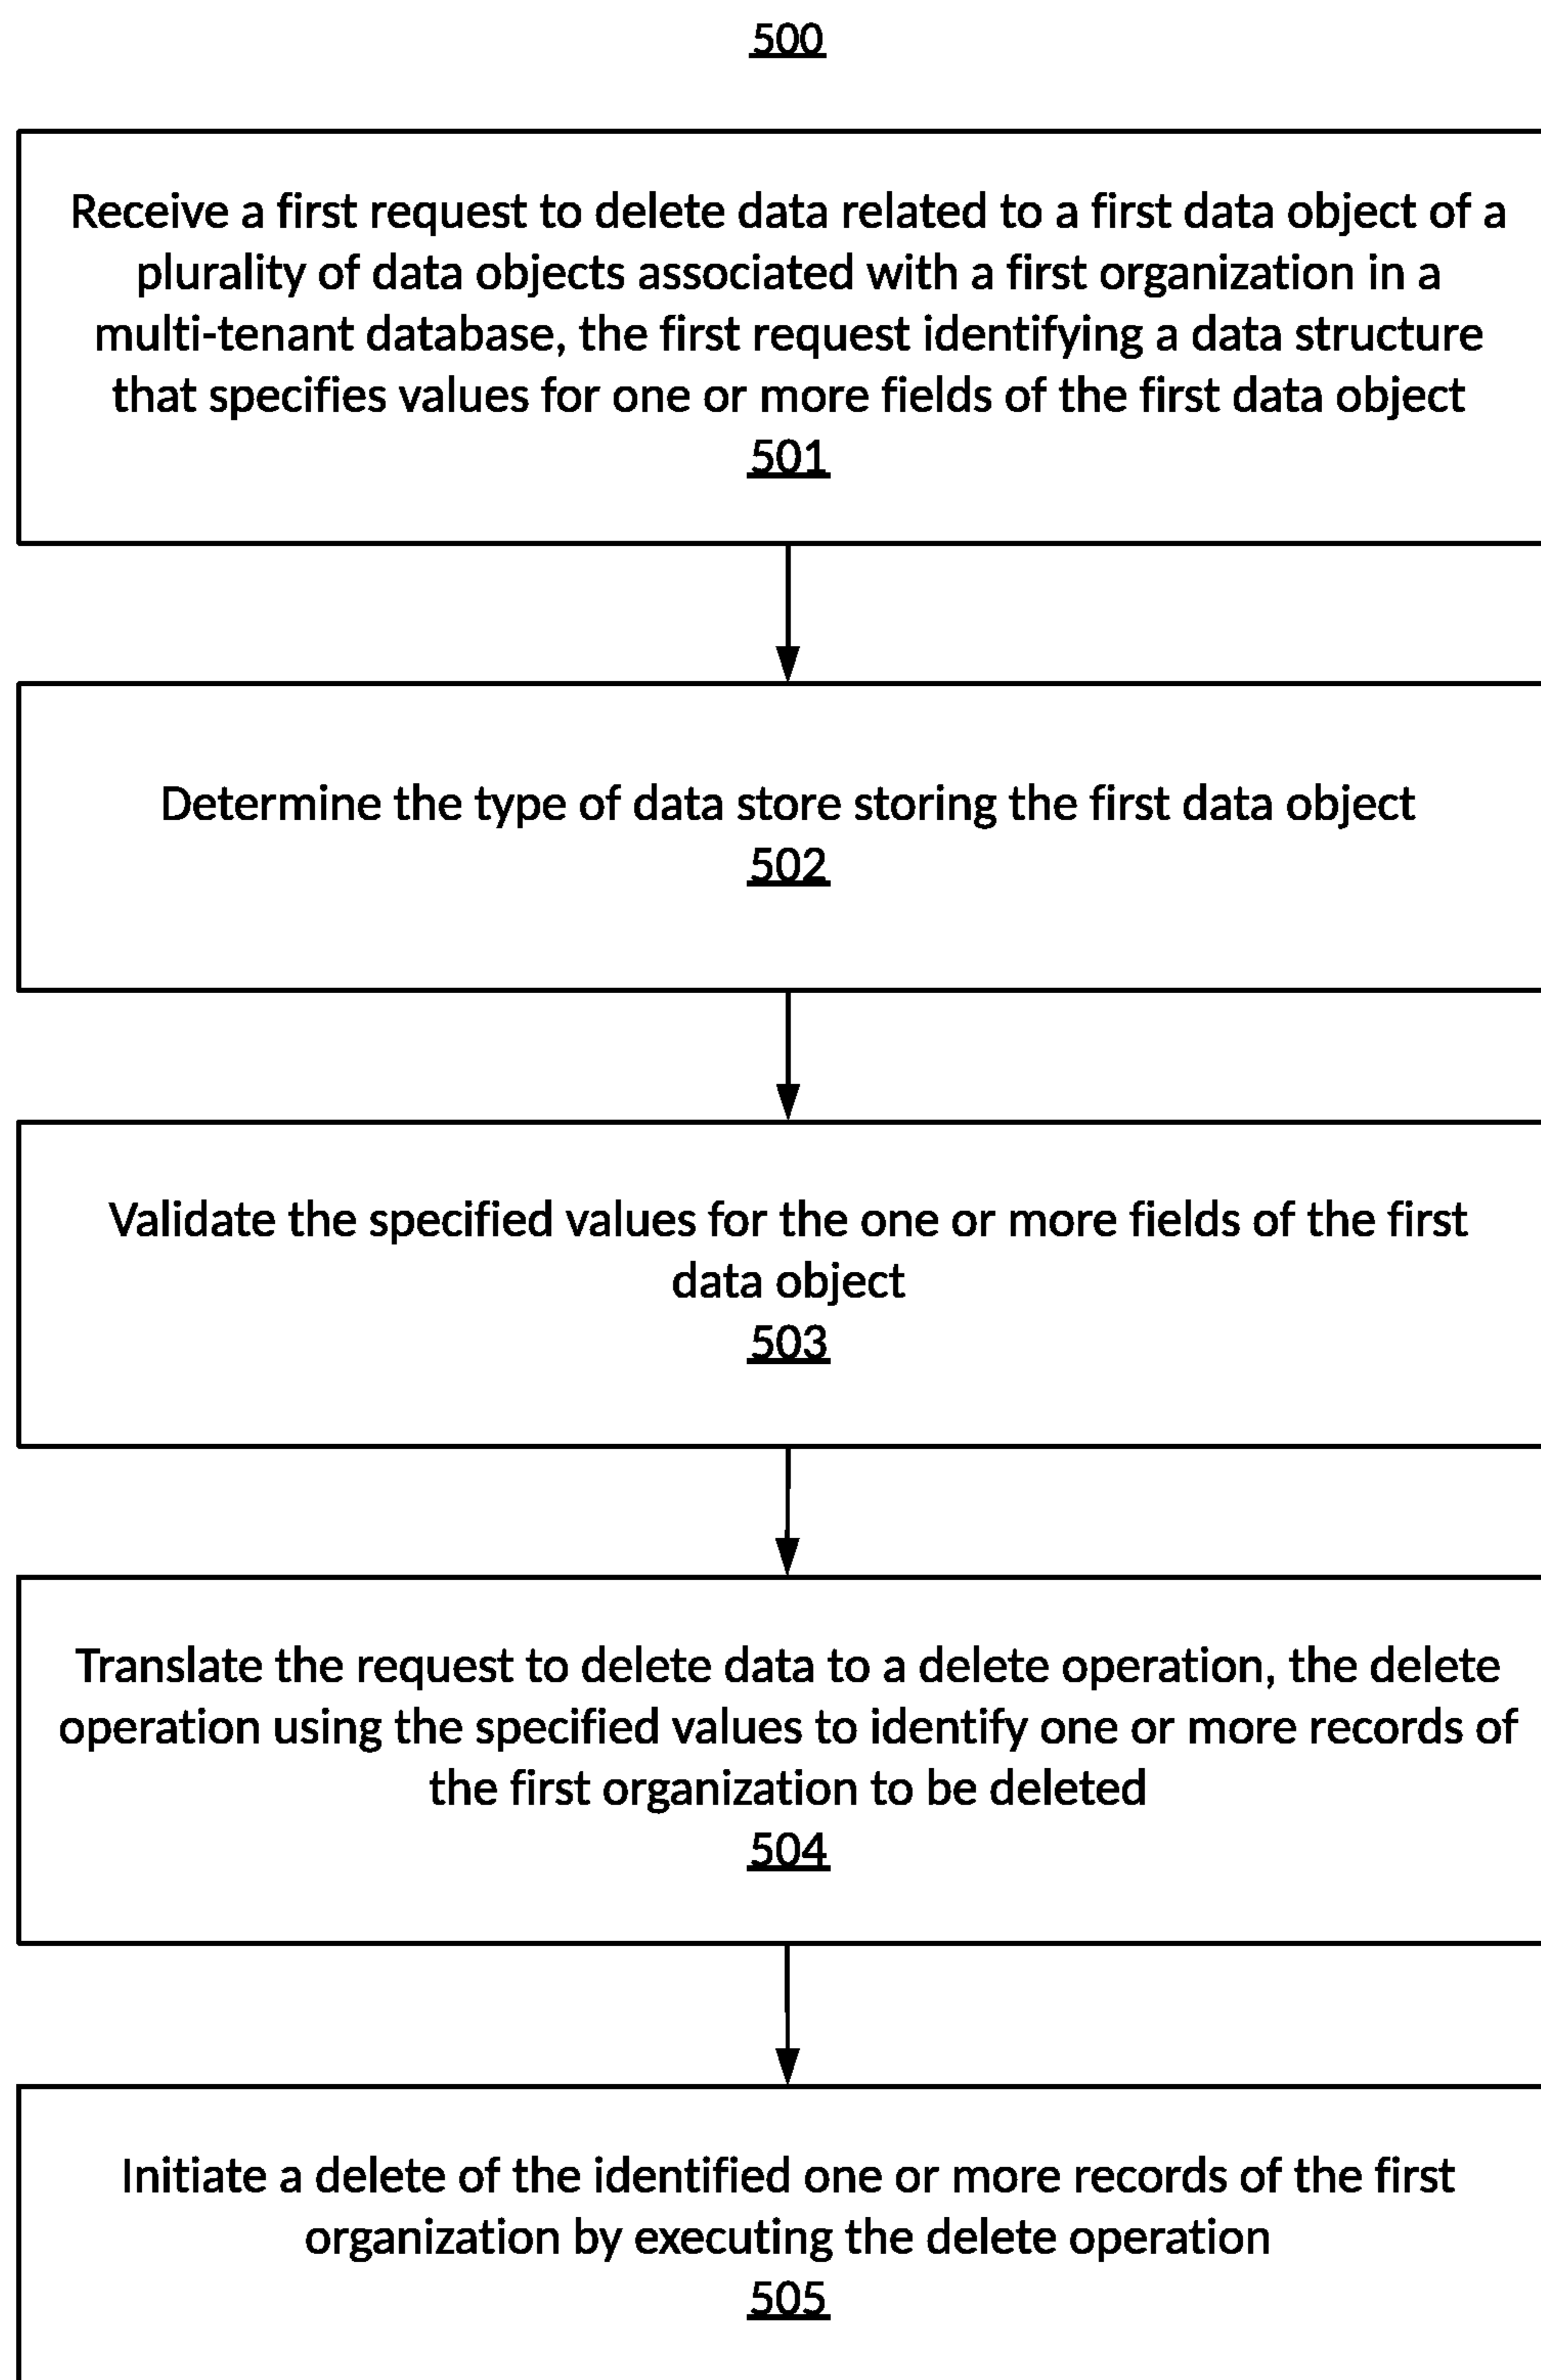 500
Receive a first request to delete data related to a first data object of a
plurality of data objects associated with a first organization in a
multi-tenant database, the first request identifying a data structure
that specifies values for one or more fields of the first data object
501
Determine the type of data store storing the first data object
502
Validate the specified values for the one or more fields of the first
data object
503
Translate the request to delete data to a delete operation, the delete
operation using the specified values to identify one or more records of
the first organization to be deleted
504
Initiate a delete of the identified one or more records of the first
organization by executing the delete operation
505